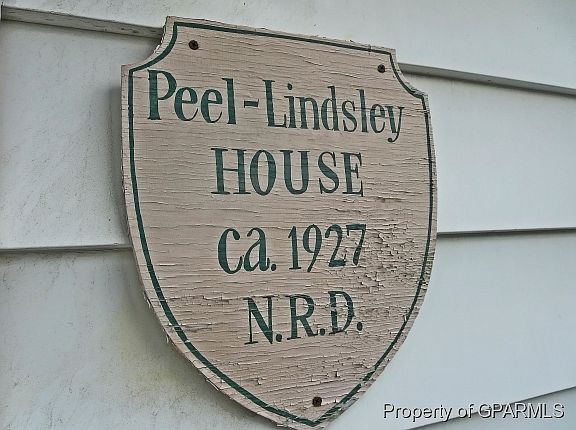 Peel-Lindsley
HOUSE
ca. 1927
N.R.D.
Property of GPARMLS